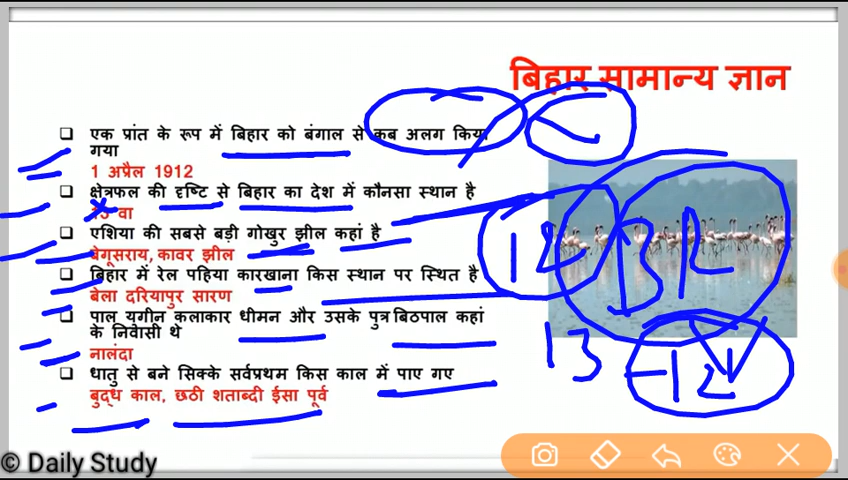 बिहार सामान्य ज्ञान
एक प्रांत के रूप में बिहार को बंगाल से कब अलग किया
गया
1 अप्रैल 1912
क्षेत्रफल की दृष्टि से बिहार का देश में कौनसा स्थान है
13 वा
एशिया की सबसे बड़ी गोखुर झील कहां है
बेगूसराय, कावर झील
बिहार में रेल पहिया कारखाना किस स्थान पर स्थित है
बेला दरियापुर सारण
पाल युगीन कलाकार धीमन और उसके पुत्र बिठपाल कहां
के निवासी थे
नालंदा
धातु से बने सिक्के सर्वप्रथम किस काल में पाए गए
बुद्ध काल, छठी शताब्दी ईसा पूर्व
12
BR
13
12
© Daily Study